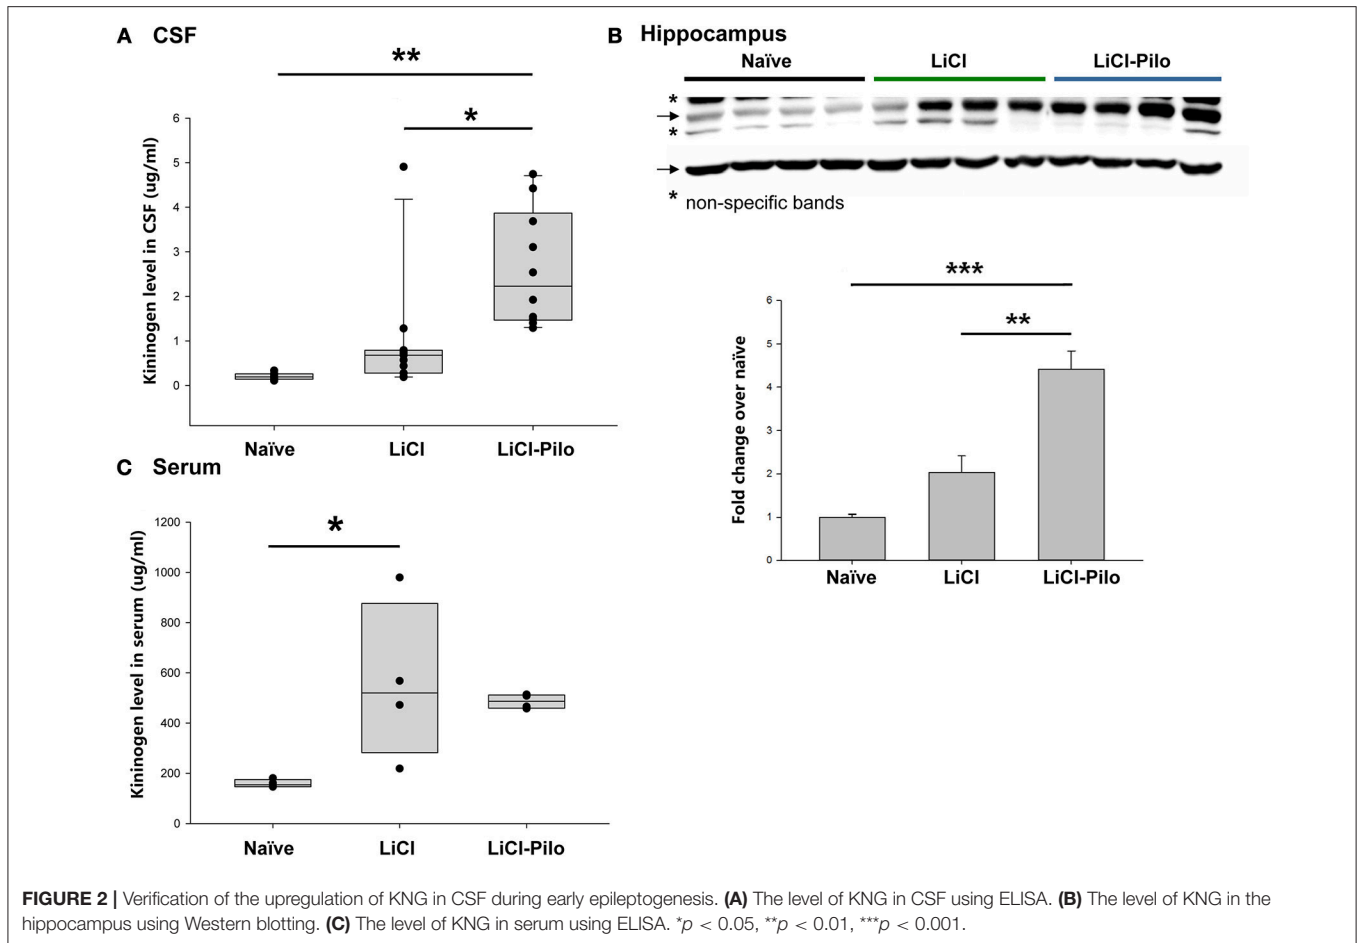 A CSF
**
*
Kininogen level in CSF (ug/ml)
6
5
4
3
2
1
0
Naïve LiCl LiCl-Pilo
B Hippocampus
Naïve LiCl LiCl-Pilo
*
*
* non-specific bands
***
**
Fold change over naïve
6
5
4
3
2
1
0
Naïve LiCl LiCl-Pilo
C Serum
*
Kininogen level in serum (ug/ml)
1200
1000
800
600
400
200
0
Naïve LiCl LiCl-Pilo
FIGURE 2 | Verification of the upregulation of KNG in CSF during early epileptogenesis. (A) The level of KNG in CSF using ELISA. (B) The level of KNG in the
hippocampus using Western blotting. (C) The level of KNG in serum using ELISA. *p < 0.05, **p < 0.01, ***p < 0.001.